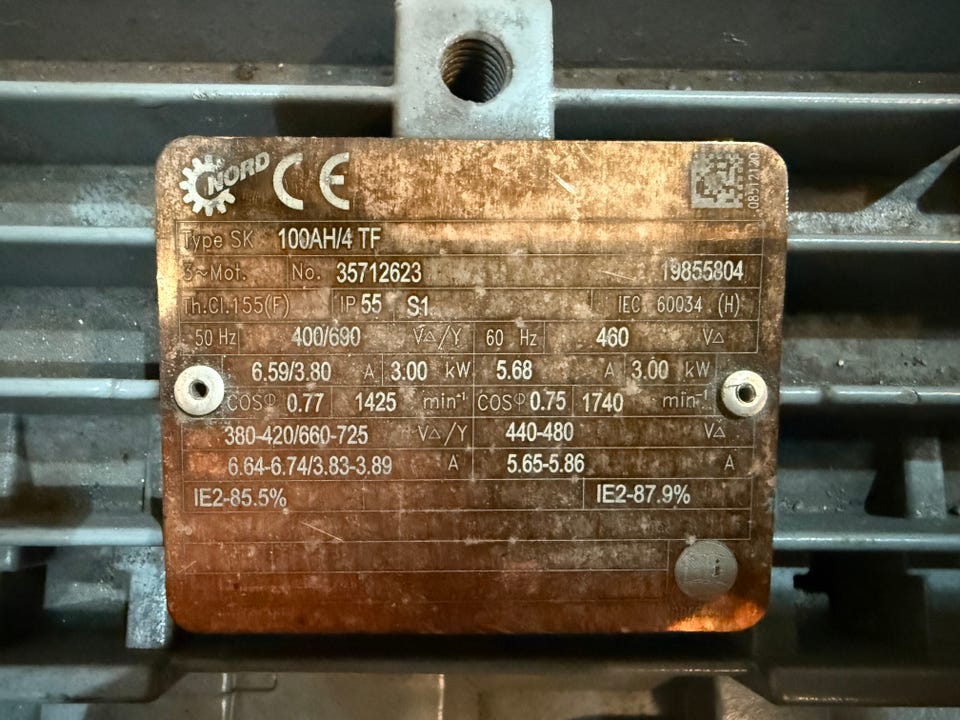 NORD CE
08517120
Type SK 100AH/4 TF
3~Mot. No. 35712623 19855804
Th.Cl.155(F) IP 55 S1 IEC 60034 (H)
50 Hz 400/690 V△/Y 60 Hz 460 V△
6.59/3.80 A 3.00 kW 5.68 A 3.00 kW
COSφ 0.77 1425 min⁻¹ COSφ 0.75 1740 min⁻¹
380-420/660-725 V△/Y 440-480 V△
6.64-6.74/3.83-3.89 A 5.65-5.86 A
IE2-85.5% IE2-87.9%